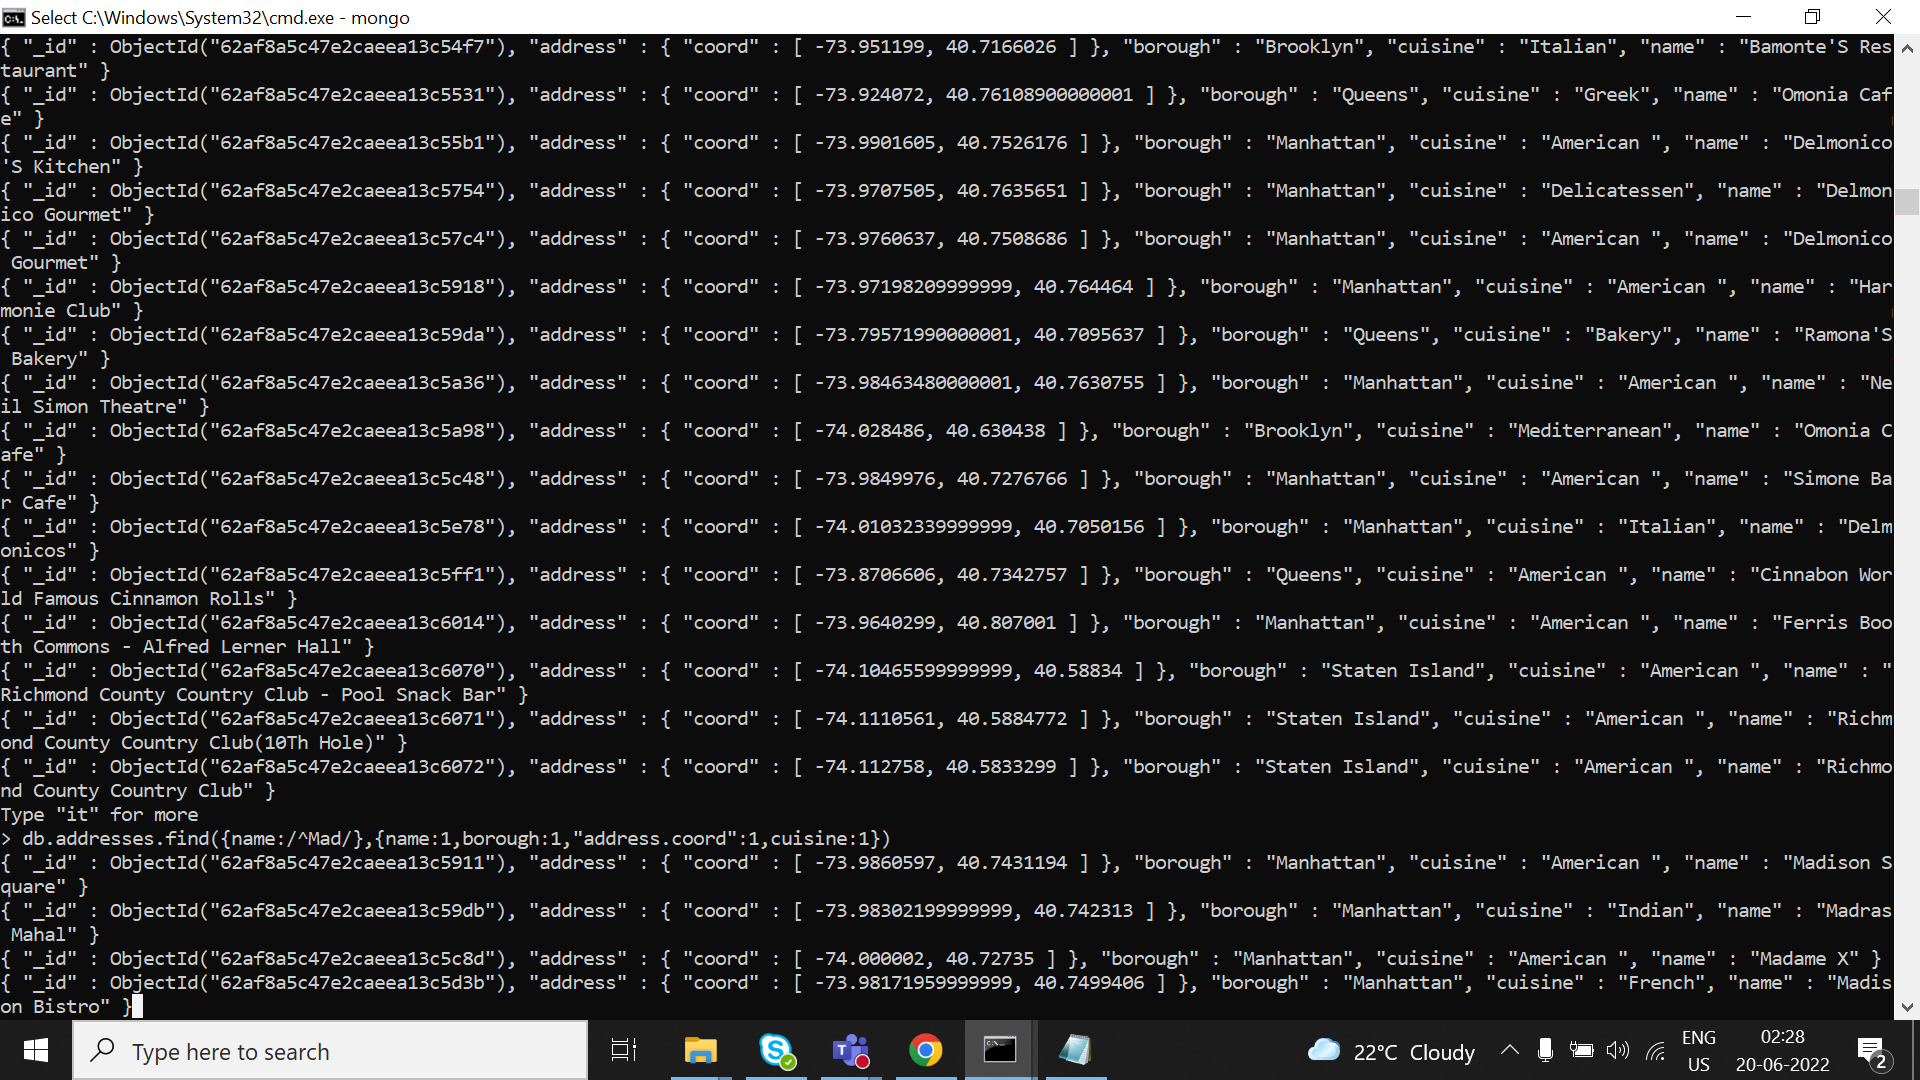 Select C:\Windows\System32\cmd.exe - mongo
{ "_id" : ObjectId("62af8a5c47e2caeea13c54f7"), "address" : { "coord" : [ -73.951199, 40.7166026 ] }, "borough" : "Brooklyn", "cuisine" : "Italian", "name" : "Bamonte'S Res
taurant" }
{ "_id" : ObjectId("62af8a5c47e2caeea13c5531"), "address" : { "coord" : [ -73.924072, 40.76108900000001 ] }, "borough" : "Queens", "cuisine" : "Greek", "name" : "Omonia Caf
e" }
{ "_id" : ObjectId("62af8a5c47e2caeea13c55b1"), "address" : { "coord" : [ -73.9901605, 40.7526176 ] }, "borough" : "Manhattan", "cuisine" : "American ", "name" : "Delmonico
'S Kitchen" }
{ "_id" : ObjectId("62af8a5c47e2caeea13c5754"), "address" : { "coord" : [ -73.9707505, 40.7635651 ] }, "borough" : "Manhattan", "cuisine" : "Delicatessen", "name" : "Delmon
ico Gourmet" }
{ "_id" : ObjectId("62af8a5c47e2caeea13c57c4"), "address" : { "coord" : [ -73.9760637, 40.7508686 ] }, "borough" : "Manhattan", "cuisine" : "American ", "name" : "Delmonico
 Gourmet" }
{ "_id" : ObjectId("62af8a5c47e2caeea13c5918"), "address" : { "coord" : [ -73.97198209999999, 40.764464 ] }, "borough" : "Manhattan", "cuisine" : "American ", "name" : "Har
monie Club" }
{ "_id" : ObjectId("62af8a5c47e2caeea13c59da"), "address" : { "coord" : [ -73.79571990000001, 40.7095637 ] }, "borough" : "Queens", "cuisine" : "Bakery", "name" : "Ramona'S
 Bakery" }
{ "_id" : ObjectId("62af8a5c47e2caeea13c5a36"), "address" : { "coord" : [ -73.98463480000001, 40.7630755 ] }, "borough" : "Manhattan", "cuisine" : "American ", "name" : "Ne
il Simon Theatre" }
{ "_id" : ObjectId("62af8a5c47e2caeea13c5a98"), "address" : { "coord" : [ -74.028486, 40.630438 ] }, "borough" : "Brooklyn", "cuisine" : "Mediterranean", "name" : "Omonia C
afe" }
{ "_id" : ObjectId("62af8a5c47e2caeea13c5c48"), "address" : { "coord" : [ -73.9849976, 40.7276766 ] }, "borough" : "Manhattan", "cuisine" : "American ", "name" : "Simone Ba
r Cafe" }
{ "_id" : ObjectId("62af8a5c47e2caeea13c5e78"), "address" : { "coord" : [ -74.01032339999999, 40.7050156 ] }, "borough" : "Manhattan", "cuisine" : "Italian", "name" : "Delm
onicos" }
{ "_id" : ObjectId("62af8a5c47e2caeea13c5ff1"), "address" : { "coord" : [ -73.8706606, 40.7342757 ] }, "borough" : "Queens", "cuisine" : "American ", "name" : "Cinnabon Wor
ld Famous Cinnamon Rolls" }
{ "_id" : ObjectId("62af8a5c47e2caeea13c6014"), "address" : { "coord" : [ -73.9640299, 40.807001 ] }, "borough" : "Manhattan", "cuisine" : "American ", "name" : "Ferris Boo
th Commons - Alfred Lerner Hall" }
{ "_id" : ObjectId("62af8a5c47e2caeea13c6070"), "address" : { "coord" : [ -74.10465599999999, 40.58834 ] }, "borough" : "Staten Island", "cuisine" : "American ", "name" : "
Richmond County Country Club - Pool Snack Bar" }
{ "_id" : ObjectId("62af8a5c47e2caeea13c6071"), "address" : { "coord" : [ -74.1110561, 40.5884772 ] }, "borough" : "Staten Island", "cuisine" : "American ", "name" : "Richm
ond County Country Club(10Th Hole)" }
{ "_id" : ObjectId("62af8a5c47e2caeea13c6072"), "address" : { "coord" : [ -74.112758, 40.5833299 ] }, "borough" : "Staten Island", "cuisine" : "American ", "name" : "Richmo
nd County Country Club" }
Type "it" for more
> db.addresses.find({name:/^Mad/},{name:1,borough:1,"address.coord":1,cuisine:1})
{ "_id" : ObjectId("62af8a5c47e2caeea13c5911"), "address" : { "coord" : [ -73.9860597, 40.7431194 ] }, "borough" : "Manhattan", "cuisine" : "American ", "name" : "Madison S
quare" }
{ "_id" : ObjectId("62af8a5c47e2caeea13c59db"), "address" : { "coord" : [ -73.98302199999999, 40.742313 ] }, "borough" : "Manhattan", "cuisine" : "Indian", "name" : "Madras
 Mahal" }
{ "_id" : ObjectId("62af8a5c47e2caeea13c5c8d"), "address" : { "coord" : [ -74.000002, 40.72735 ] }, "borough" : "Manhattan", "cuisine" : "American ", "name" : "Madame X" }
{ "_id" : ObjectId("62af8a5c47e2caeea13c5d3b"), "address" : { "coord" : [ -73.98171959999999, 40.7499406 ] }, "borough" : "Manhattan", "cuisine" : "French", "name" : "Madis
on Bistro" }
Type here to search
22°C Cloudy
ENG
US
02:28
20-06-2022
2